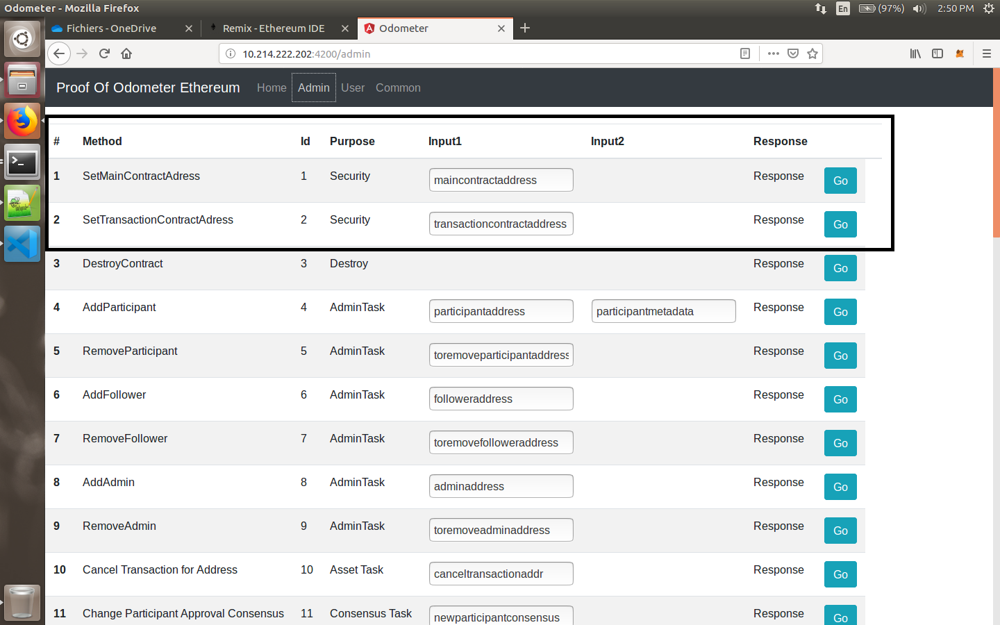 Odometer - Mozilla Firefox En (97%) 2:50 PM
Fichiers - OneDrive Remix - Ethereum IDE Odometer
10.214.222.202:4200/admin
Proof Of Odometer Ethereum Home Admin User Common
# Method Id Purpose Input1 Input2 Response
1 SetMainContractAdress 1 Security maincontractaddress Response Go
2 SetTransactionContractAdress 2 Security transactioncontractaddress Response Go
3 DestroyContract 3 Destroy Response Go
4 AddParticipant 4 AdminTask participantaddress participantmetadata Response Go
5 RemoveParticipant 5 AdminTask toremoveparticipantaddress Response Go
6 AddFollower 6 AdminTask followeraddress Response Go
7 RemoveFollower 7 AdminTask toremovefolloweraddress Response Go
8 AddAdmin 8 AdminTask adminaddress Response Go
9 RemoveAdmin 9 AdminTask toremoveadminaddress Response Go
10 Cancel Transaction for Address 10 Asset Task canceltransactionaddr Response Go
11 Change Participant Approval Consensus 11 Consensus Task newparticipantconsensus Response Go